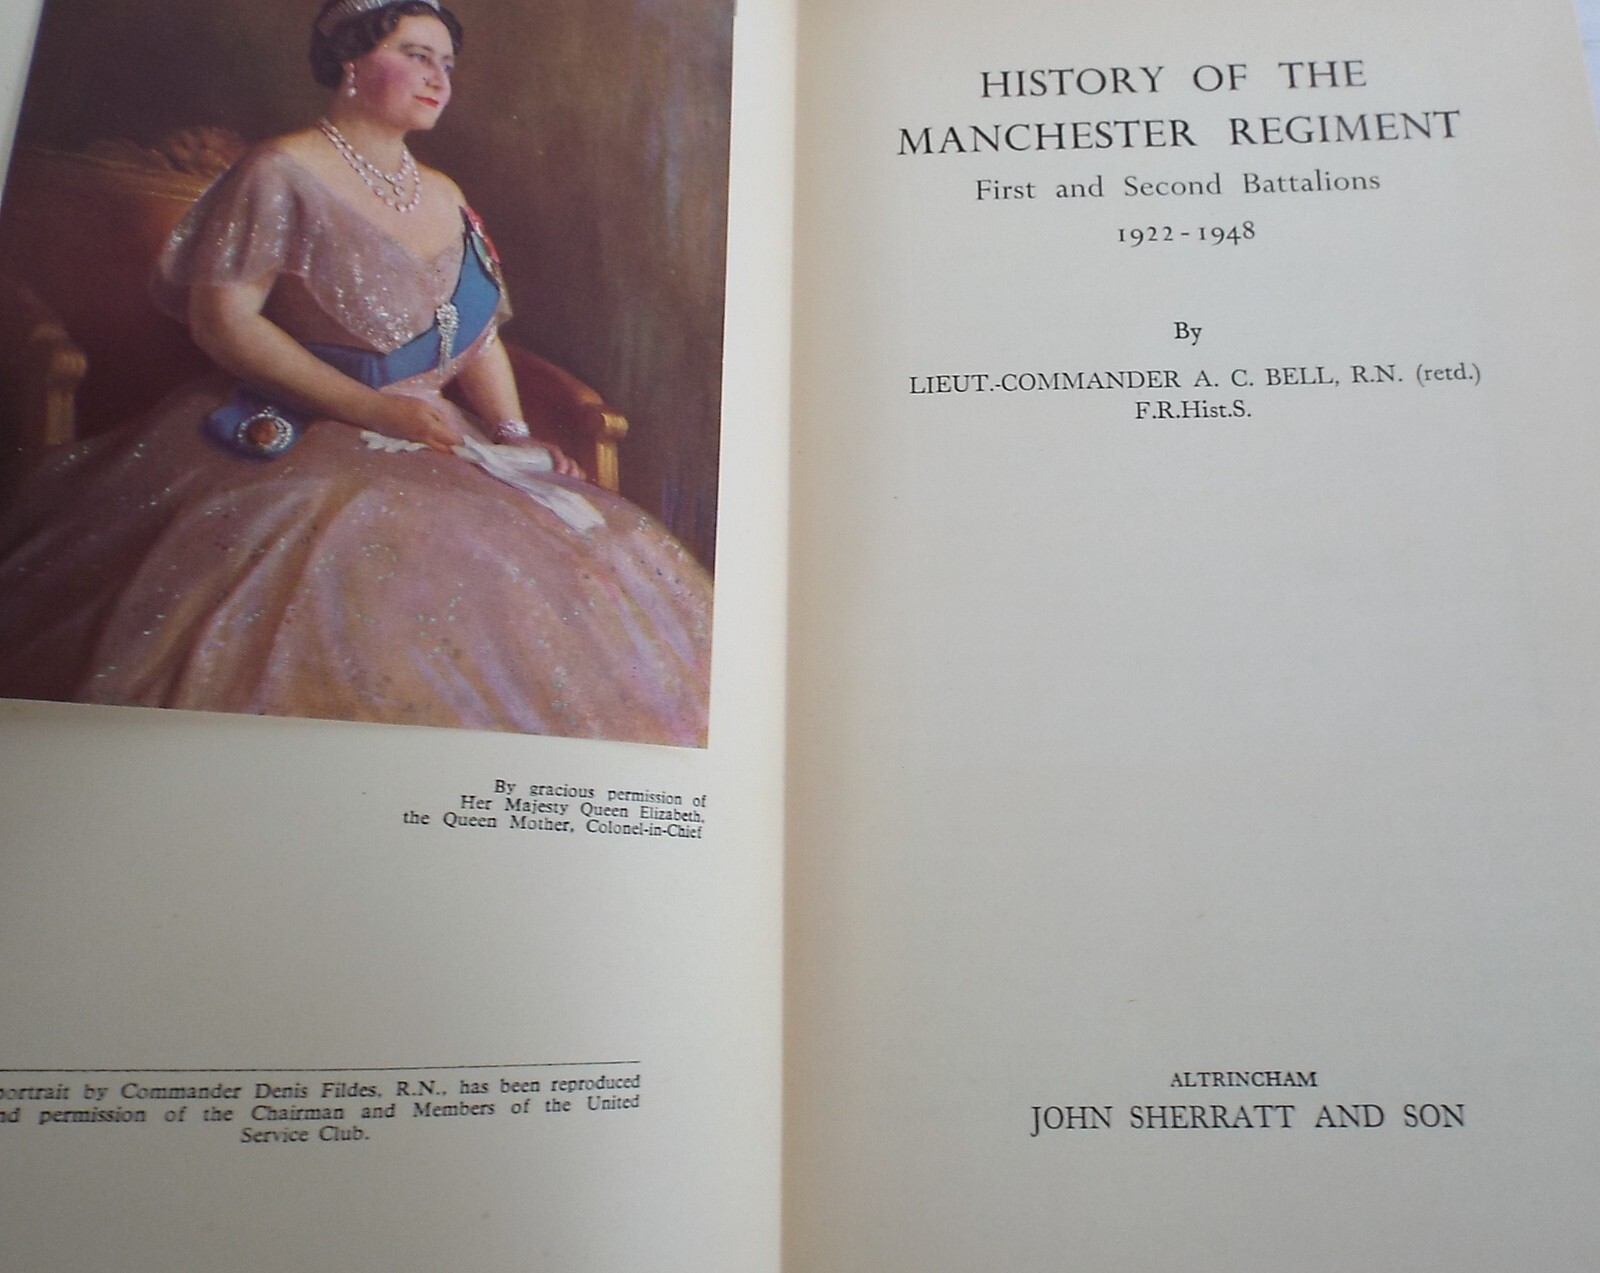 By gracious permission of
Her Majesty Queen Elizabeth,
the Queen Mother, Colonel-in-Chief
portrait by Commander Denis Fildes, R.N., has been reproduced
permission of the Chairman and Members of the United
Service Club.
HISTORY OF THE
MANCHESTER REGIMENT
First and Second Battalions
1922-1948
By
LIEUT.-COMMANDER A. C. BELL, R.N. (retd.)
F.R.Hist.S.
ALTRINCHAM
JOHN SHERRATT AND SON